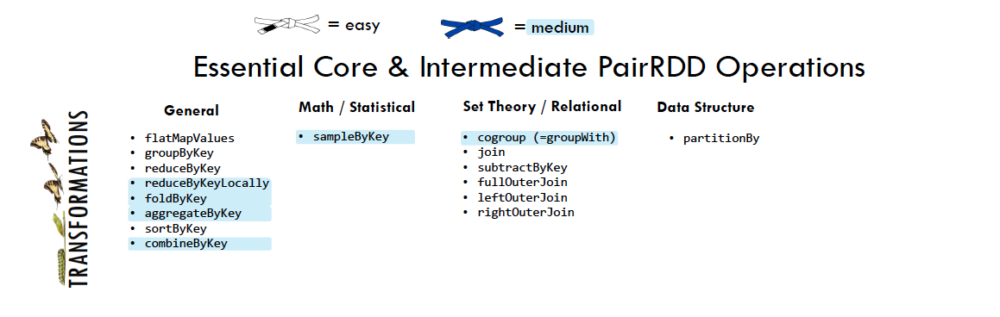 = easy
= medium
Essential Core & Intermediate PairRDD Operations
TRANSFORMATIONS
General
• flatMapValues
• groupByKey
• reduceByKey
• reduceByKeyLocally
• foldByKey
• aggregateByKey
• sortByKey
• combineByKey
Math / Statistical
• sampleByKey
Set Theory / Relational
• cogroup (=groupWith)
• join
• subtractByKey
• fullOuterJoin
• leftOuterJoin
• rightOuterJoin
Data Structure
• partitionBy